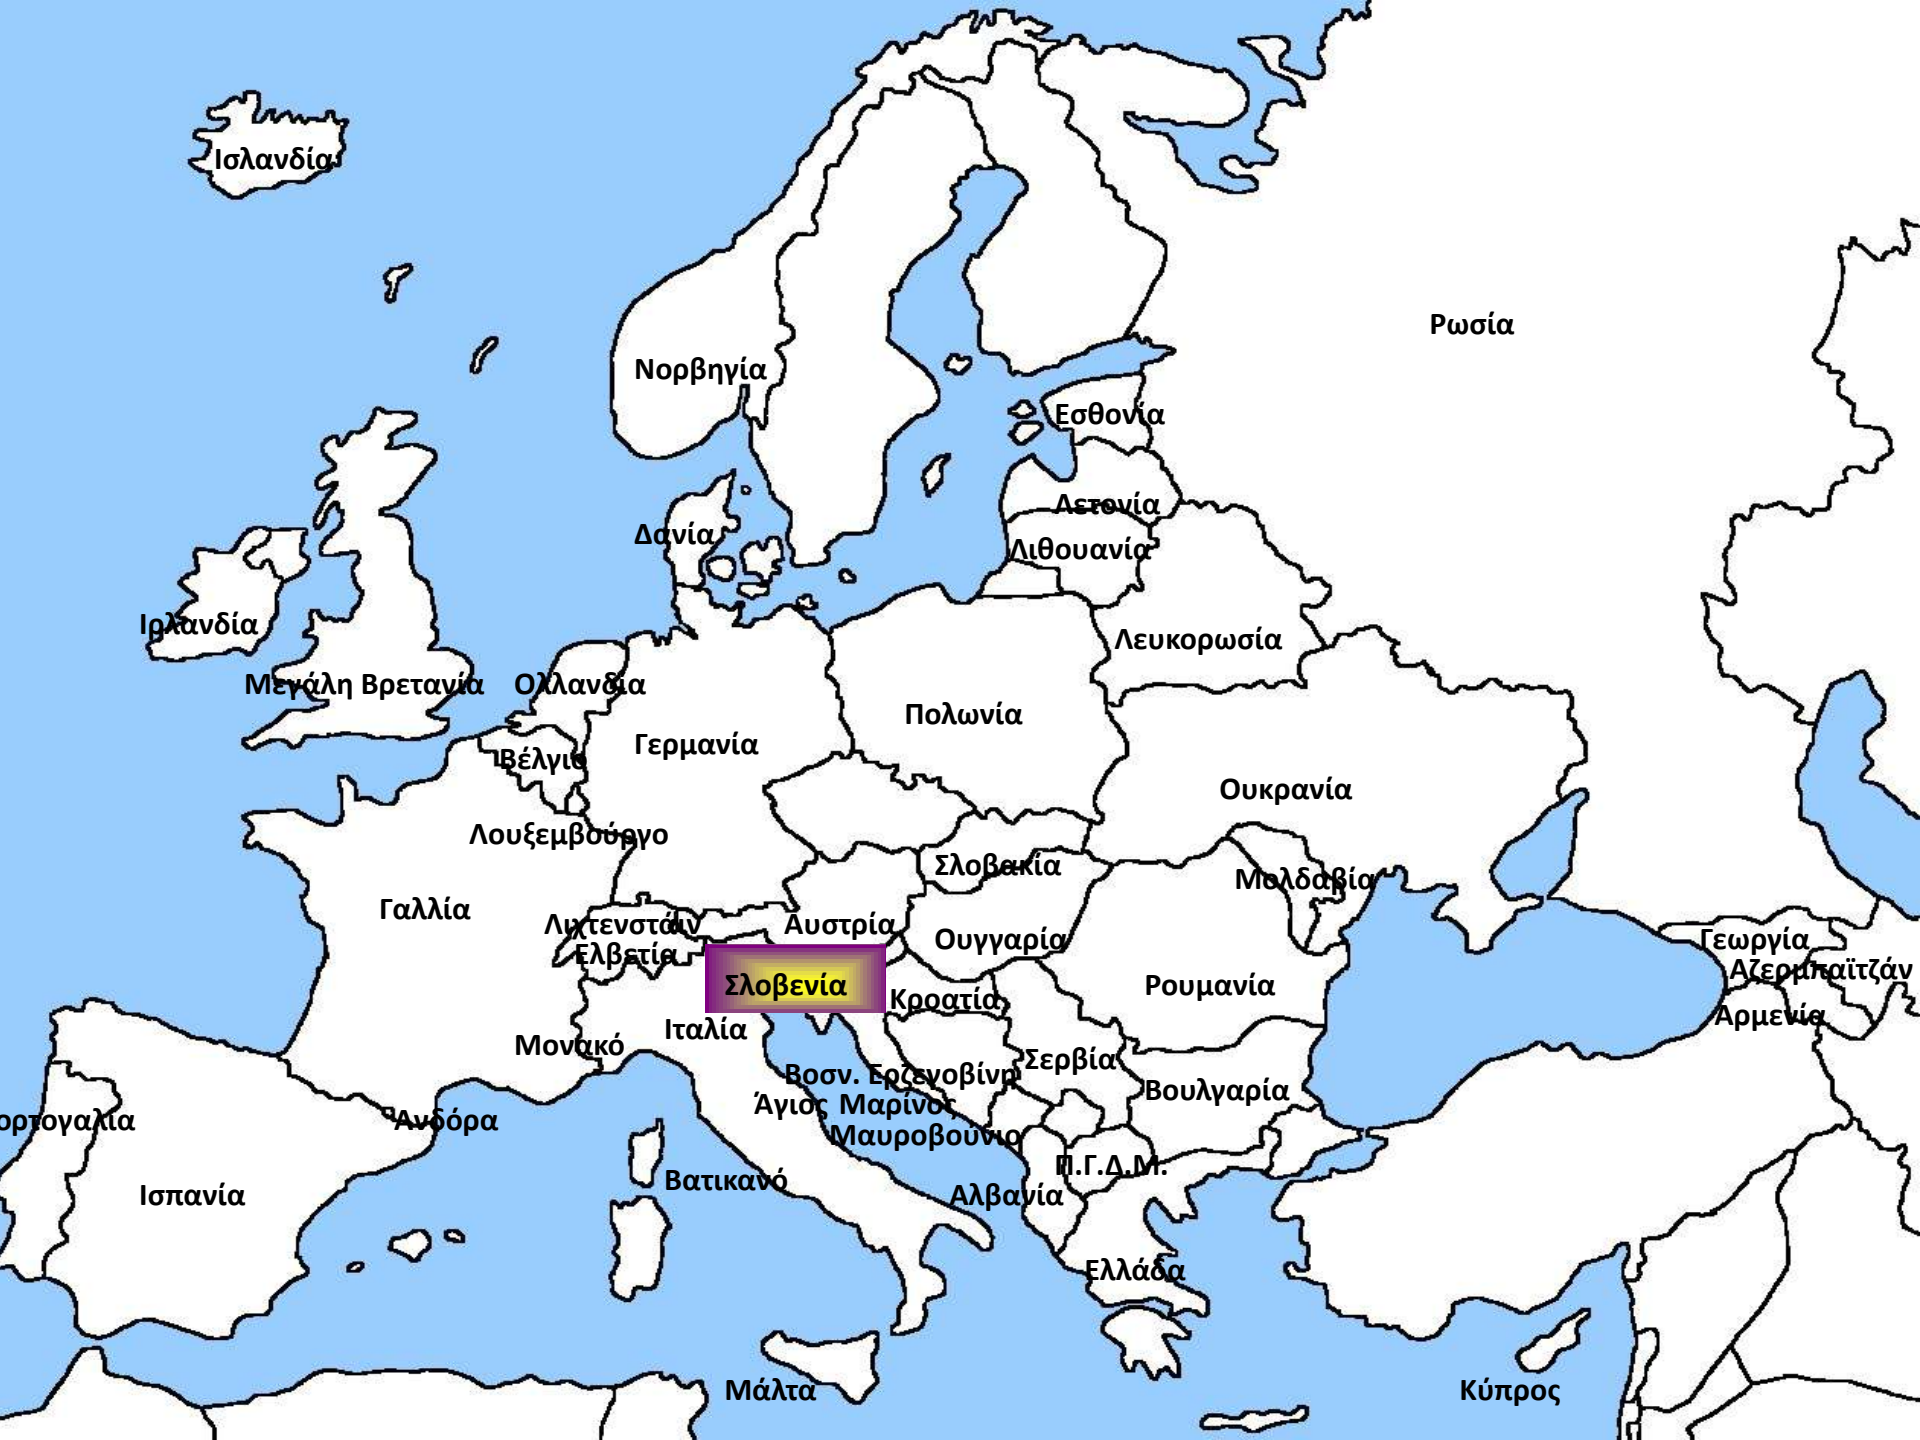 Ισλανδία
Ρωσία
Νορβηγία
Εσθονία
Λετονία
Δανία
Λιθουανία
Ιρλανδία
Λευκορωσία
Μεγάλη Βρετανία
Ολλανδία
Πολωνία
Γερμανία
Βέλγιο
Ουκρανία
Λουξεμβούργο
Σλοβακία
Μολδαβία
Γαλλία
Λιχτενστάιν
Αυστρία
Ουγγαρία
Γεωργία
Ελβετία
Αζερμπαϊτζάν
Σλοβενία
Κροατία
Ρουμανία
Αρμενία
Ιταλία
Μονακό
Σερβία
Βοσν. Ερζεγοβίνη
Βουλγαρία
Άγιος Μαρίνος
ορτογαλία
Ανδόρα
Μαυροβούνιο
Π.Γ.Δ.Μ.
Βατικανό
Ισπανία
Αλβανία
Ελλάδα
Μάλτα
Κύπρος